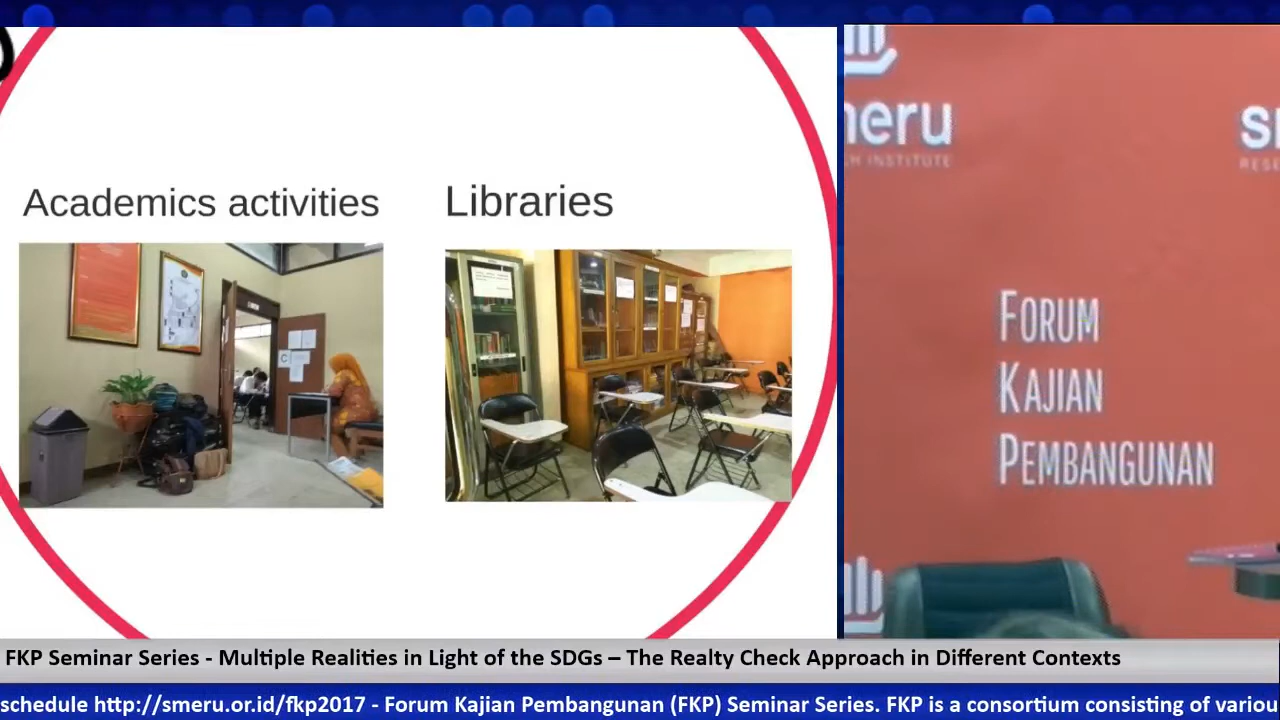 Academics activities
Libraries
C
meru
H INSTITUTE
s
RESE
FORUM
KAJIAN
PEMBANGUNAN
FKP Seminar Series - Multiple Realities in Light of the SDGs – The Realty Check Approach in Different Contexts
schedule http://smeru.or.id/fkp2017 - Forum Kajian Pembangunan (FKP) Seminar Series. FKP is a consortium consisting of variou